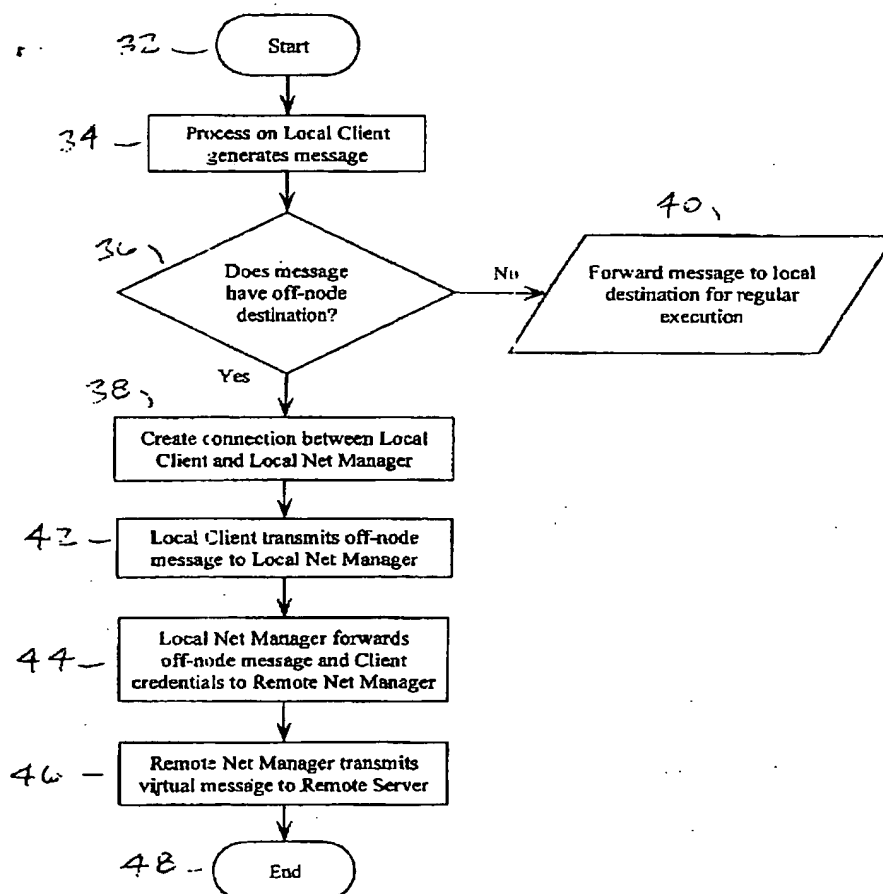 32
Start
34
Process on Local Client
generates message
36
Does message
have off-node
destination?
No
40
Forward message to local
destination for regular
execution
Yes
38
Create connection between Local
Client and Local Net Manager
42
Local Client transmits off-node
message to Local Net Manager
44
Local Net Manager forwards
off-node message and Client
credentials to Remote Net Manager
46
Remote Net Manager transmits
virtual message to Remote Server
48
End